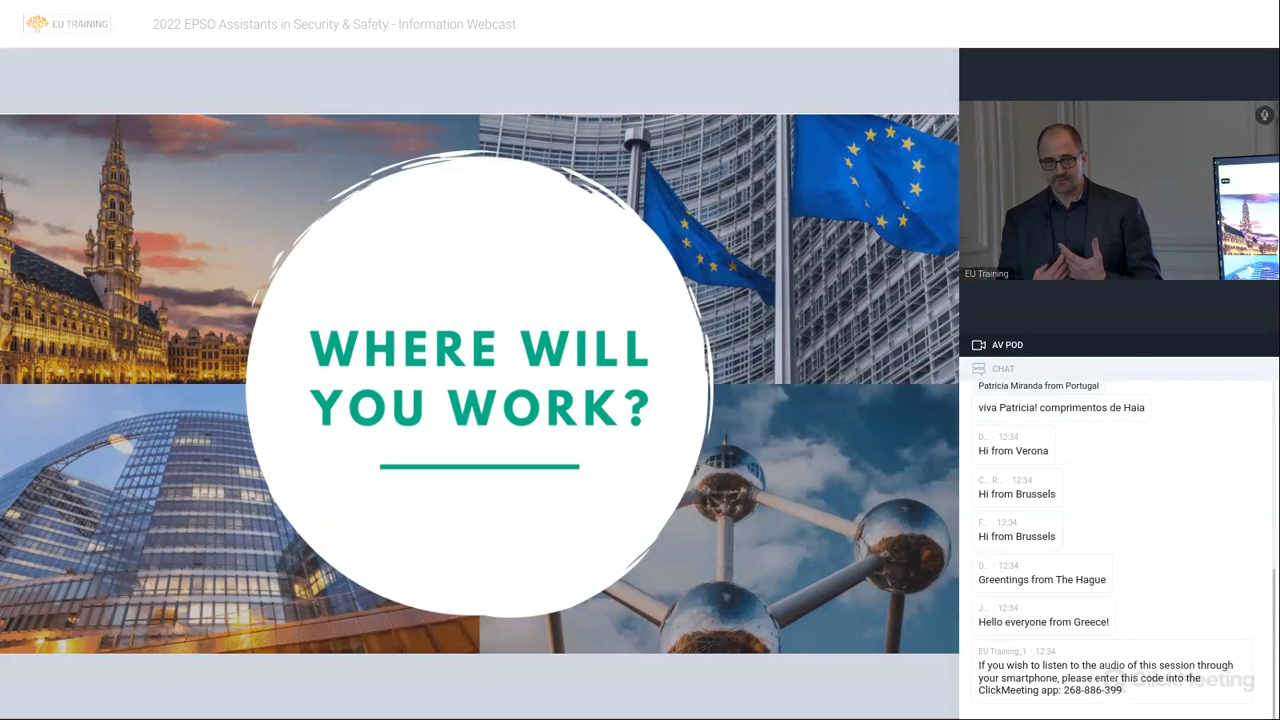 EU TRAINING
2022 EPSO Assistants in Security & Safety - Information Webcast
WHERE WILL
YOU WORK?
EU Training
AV POD
CHAT
Patrícia Miranda from Portugal
viva Patricia! comprimentos de Haia
D... 12:34
Hi from Verona
C... R... 12:34
Hi from Brussels
F... 12:34
Hi from Brussels
D... 12:34
Greentings from The Hague
J... 12:34
Hello everyone from Greece!
EU Training_1 12:34
If you wish to listen to the audio of this session through
your smartphone, please enter this code into the
ClickMeeting app: 268-886-399
ClickMeeting